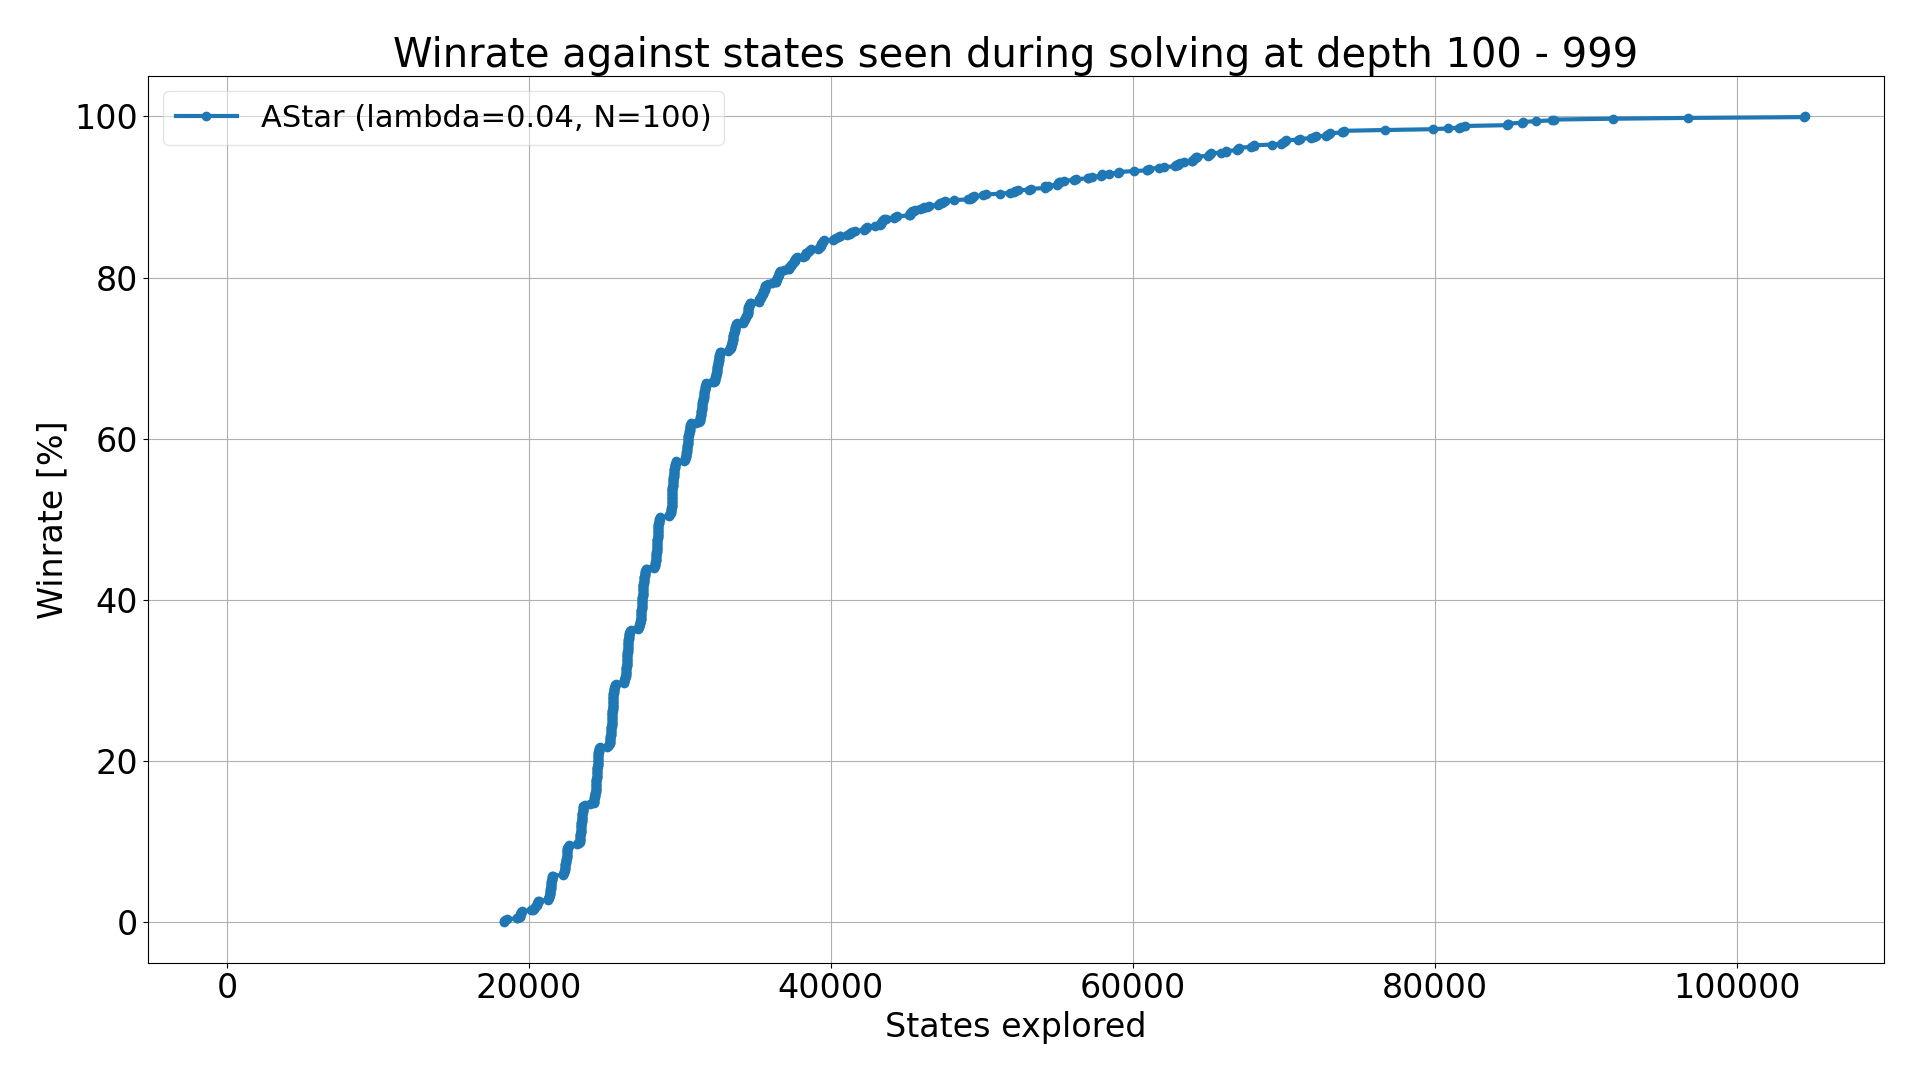 Winrate against states seen during solving at depth 100 - 999
AStar (lambda=0.04, N=100)
100
80
60
40
20
0
Winrate [%]
0 20000 40000 60000 80000 100000
States explored